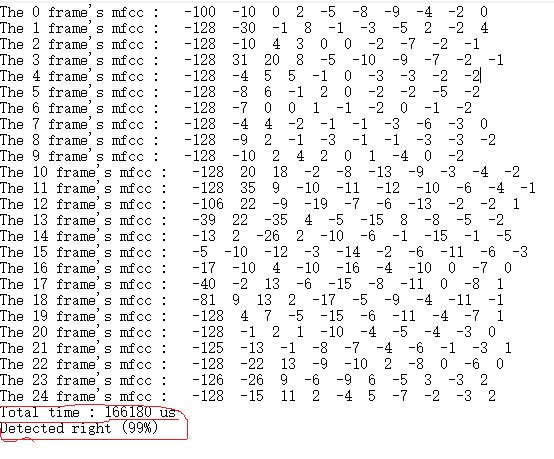 The 0 frame's mfcc : -100 -10 0 2 -5 -8 -9 -4 -2 0
The 1 frame's mfcc : -128 -30 -1 8 -1 -3 5 2 -2 4
The 2 frame's mfcc : -128 -10 4 3 0 0 -2 -7 -2 -1
The 3 frame's mfcc : -128 31 20 8 -5 -10 -9 -7 -2 -1
The 4 frame's mfcc : -128 -4 5 5 -1 0 -3 -3 -2 -2
The 5 frame's mfcc : -128 -8 6 -1 2 0 -2 -2 -5 -2
The 6 frame's mfcc : -128 -7 0 0 1 -1 -2 0 -1 -2
The 7 frame's mfcc : -128 -4 4 -2 -1 -1 -3 -6 -3 0
The 8 frame's mfcc : -128 -9 2 -1 -3 -1 -1 -3 -3 -2
The 9 frame's mfcc : -128 -10 2 4 2 0 1 -4 0 -2
The 10 frame's mfcc : -128 20 18 -2 -8 -13 -9 -3 -4 -2
The 11 frame's mfcc : -128 35 9 -10 -11 -12 -10 -6 -4 -1
The 12 frame's mfcc : -106 22 -9 -19 -7 -6 -13 -2 -2 1
The 13 frame's mfcc : -39 22 -35 4 -5 -15 8 -8 -5 -2
The 14 frame's mfcc : -13 2 -26 2 -10 -6 -1 -15 -1 -5
The 15 frame's mfcc : -5 -10 -12 -3 -14 -2 -6 -11 -6 -3
The 16 frame's mfcc : -17 -10 4 -10 -16 -4 -10 0 -7 0
The 17 frame's mfcc : -40 -2 13 -6 -15 -8 -11 0 -8 1
The 18 frame's mfcc : -81 9 13 2 -17 -5 -9 -4 -11 -1
The 19 frame's mfcc : -128 4 7 -5 -15 -6 -11 -4 -7 1
The 20 frame's mfcc : -128 -1 2 1 -10 -4 -5 -4 -3 0
The 21 frame's mfcc : -125 -13 -1 -8 -7 -4 -6 -1 -3 1
The 22 frame's mfcc : -128 -22 13 -9 -10 2 -8 0 -6 0
The 23 frame's mfcc : -126 -26 9 -6 -9 6 -5 3 -3 2
The 24 frame's mfcc : -128 -15 11 2 -4 5 -7 -2 -3 2
Total time : 166180 us
Detected right (99%)